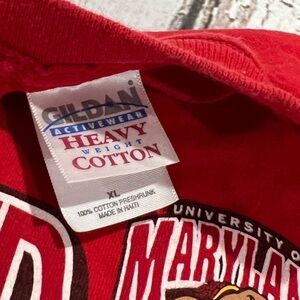 GILDAN
ACTIVEWEAR
HEAVY
WEIGHT
COTTON
XL
100% COTTON PRESHRUNK
MADE IN HAITI
UNIVERSITY OF
MARYLAN
D